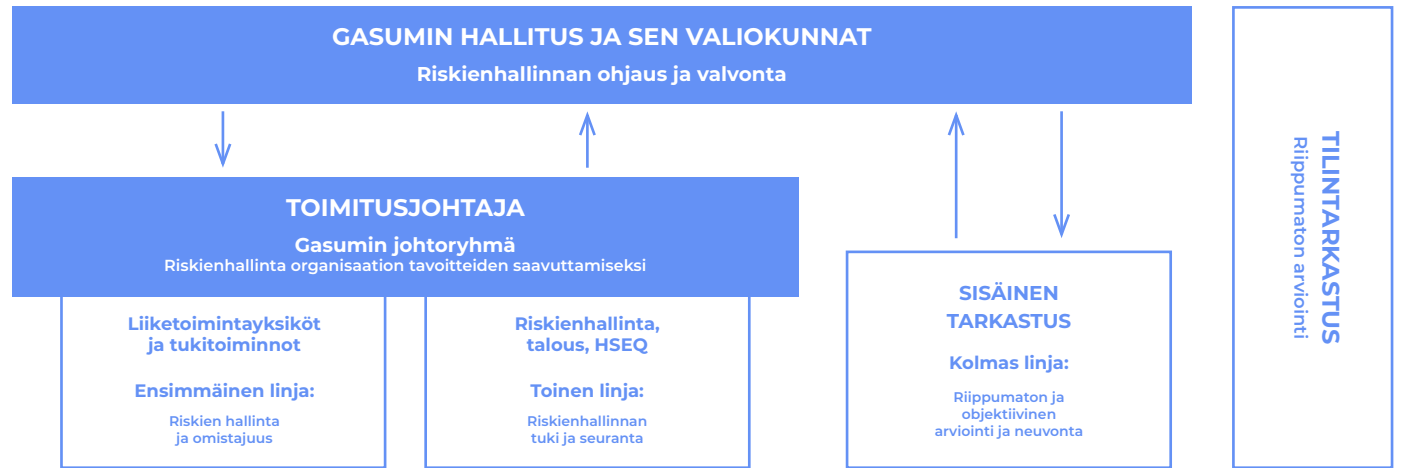 GASUMIN HALLITUS JA SEN VALIOKUNNAT
Riskienhallinnan ohjaus ja valvonta
TOIMITUSJOHTAJA
Gasumin johtoryhmä
Riskienhallinta organisaation tavoitteiden saavuttamiseksi
Liiketoimintayksiköt
ja tukitoiminnot
Ensimmäinen linja:
Riskien hallinta
ja omistajuus
Riskienhallinta,
talous, HSEQ
Toinen linja:
Riskienhallinnan
tuki ja seuranta
SISÄINEN
TARKASTUS
Kolmas linja:
Riippumaton ja
objektiivinen
arviointi ja neuvonta
TILINTARKASTUS
Riippumaton arviointi